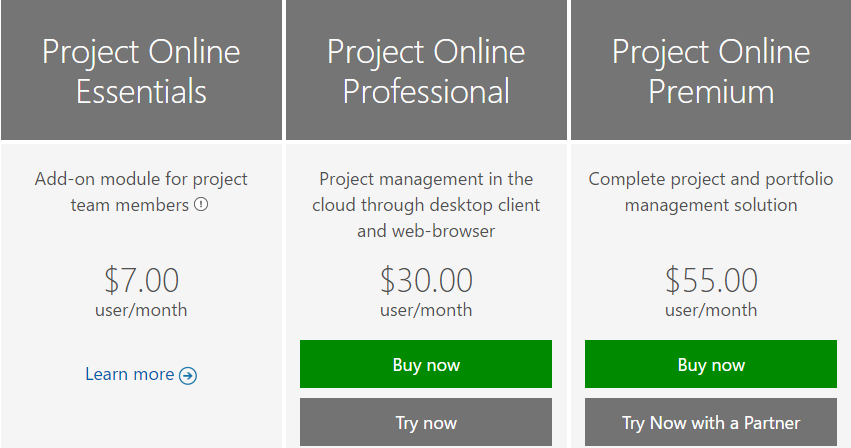 Project Online
Essentials
Add-on module for project
team members
$7.00
user/month
Learn more
Project Online
Professional
Project management in the
cloud through desktop client
and web-browser
$30.00
user/month
Buy now
Try now
Project Online
Premium
Complete project and portfolio
management solution
$55.00
user/month
Buy now
Try Now with a Partner